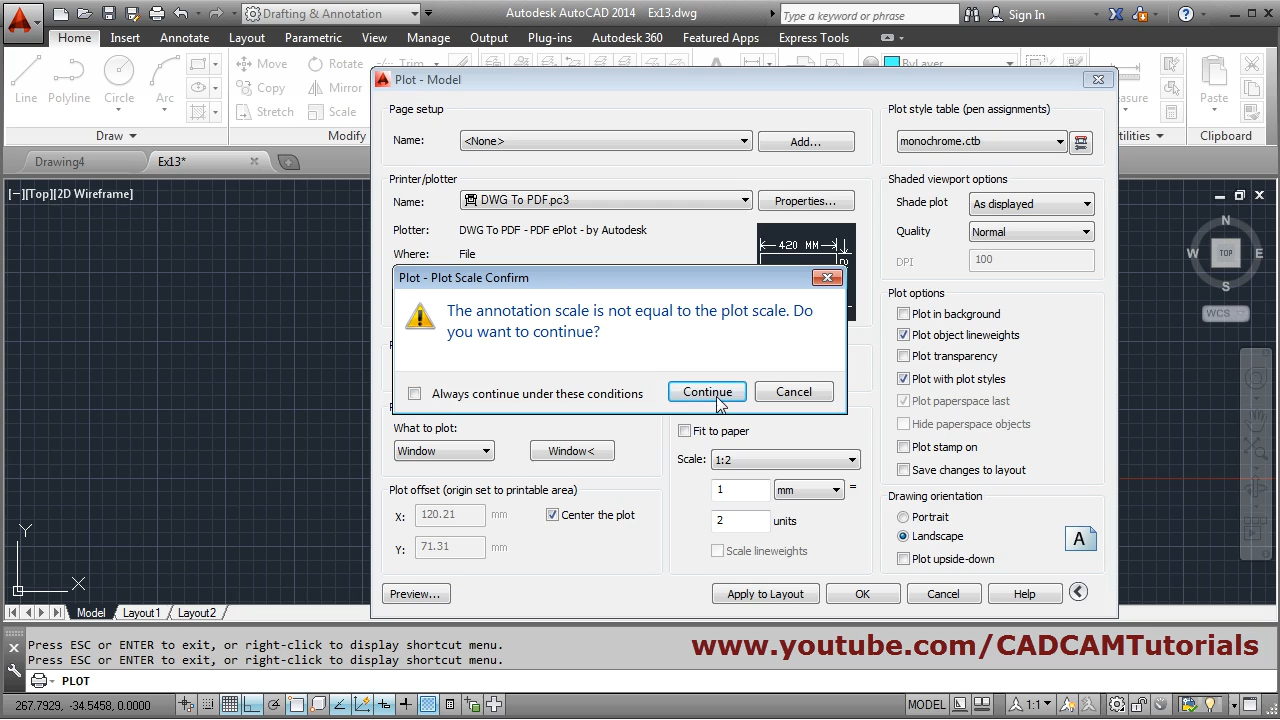 Drafting & Annotation
Autodesk AutoCAD 2014 Ex13.dwg
Type a keyword or phrase
Sign In
Home Insert Annotate Layout Parametric View Manage Output Plug-ins Autodesk 360 Featured Apps Express Tools
Line Polyline Circle Arc
Move Rotate
Copy Mirror
Stretch Scale
ByLayer
Paste
Draw Modify Clipboard
Drawing4 Ex13*
[−][Top][2D Wireframe]
N
W TOP E
S
WCS
Plot - Model
Page setup
Name: <None> Add...
Printer/plotter
Name: DWG To PDF.pc3 Properties...
Plotter: DWG To PDF - PDF ePlot - by Autodesk
Where: File
420 MM
Plot - Plot Scale Confirm
The annotation scale is not equal to the plot scale. Do
you want to continue?
Always continue under these conditions Continue Cancel
What to plot:
Window Window<
Plot offset (origin set to printable area)
X: 120.21 mm Center the plot
Y: 71.31 mm
Fit to paper
Scale: 1:2
1 mm =
2 units
Scale lineweights
Plot style table (pen assignments)
monochrome.ctb
Shaded viewport options
Shade plot As displayed
Quality Normal
DPI 100
Plot options
Plot in background
Plot object lineweights
Plot transparency
Plot with plot styles
Plot paperspace last
Hide paperspace objects
Plot stamp on
Save changes to layout
Drawing orientation
Portrait
Landscape
Plot upside-down
A
Preview... Apply to Layout OK Cancel Help
Y
X
Model Layout1 Layout2
Press ESC or ENTER to exit, or right-click to display shortcut menu.
Press ESC or ENTER to exit, or right-click to display shortcut menu.
PLOT
www.youtube.com/CADCAMTutorials
267.7929, -34.5458, 0.0000
MODEL 1:1